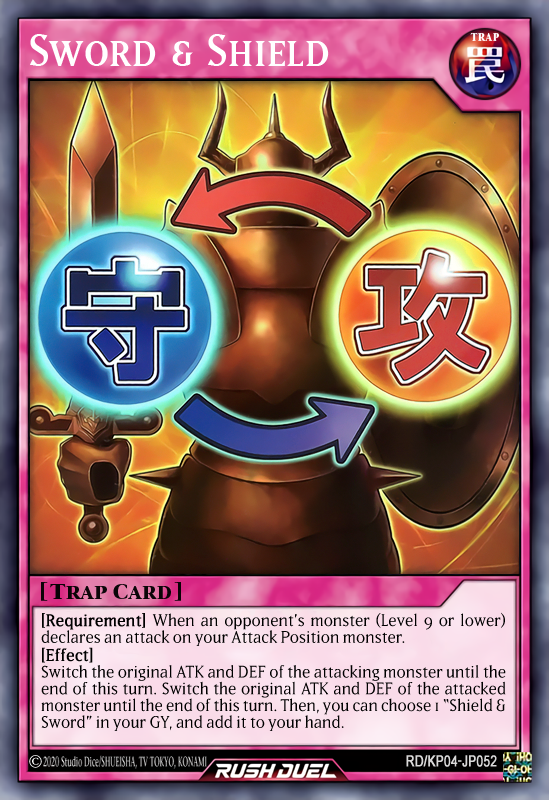 Sword & Shield
TRAP
罠
守
攻
[Trap Card]
[Requirement] When an opponent's monster (Level 9 or lower)
declares an attack on your Attack Position monster.
[Effect]
Switch the original ATK and DEF of the attacking monster until the
end of this turn. Switch the original ATK and DEF of the attacked
monster until the end of this turn. Then, you can choose 1 "Shield &
Sword" in your GY, and add it to your hand.
©2020 Studio Dice/SHUEISHA, TV TOKYO, KONAMI
RUSH DUEL
RD/KP04-JP052